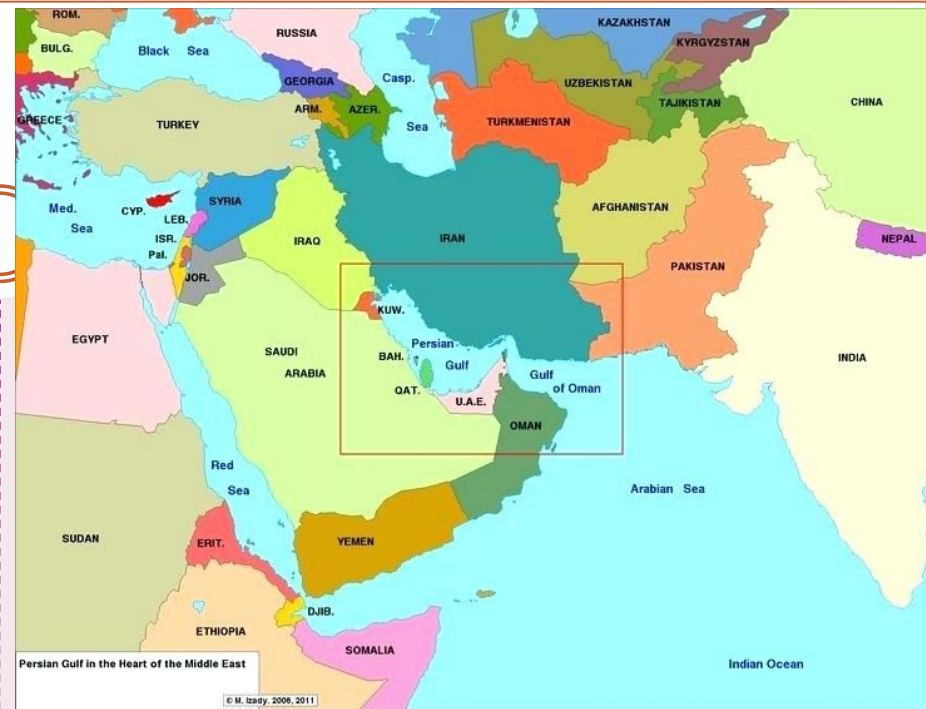 ROM.
RUSSIA
KAZAKHSTAN
BULG.
Black Sea
KYRGYZSTAN
GEORGIA
Casp.
Sea
UZBEKISTAN
TAJIKISTAN
CHINA
GREECE
TURKEY
ARM.
AZER.
TURKMENISTAN
Med.
Sea
CYP.
SYRIA
LEB.
ISR.
Pal.
JOR.
IRAQ
IRAN
AFGHANISTAN
PAKISTAN
NEPAL
EGYPT
SAUDI
ARABIA
KUW.
Persian
Gulf
BAH.
QAT.
U.A.E.
Gulf
of Oman
OMAN
INDIA
Red
Sea
Arabian Sea
SUDAN
ERIT.
YEMEN
DJIB.
ETHIOPIA
SOMALIA
Indian Ocean
Persian Gulf in the Heart of the Middle East
© M. Izady, 2006, 2011